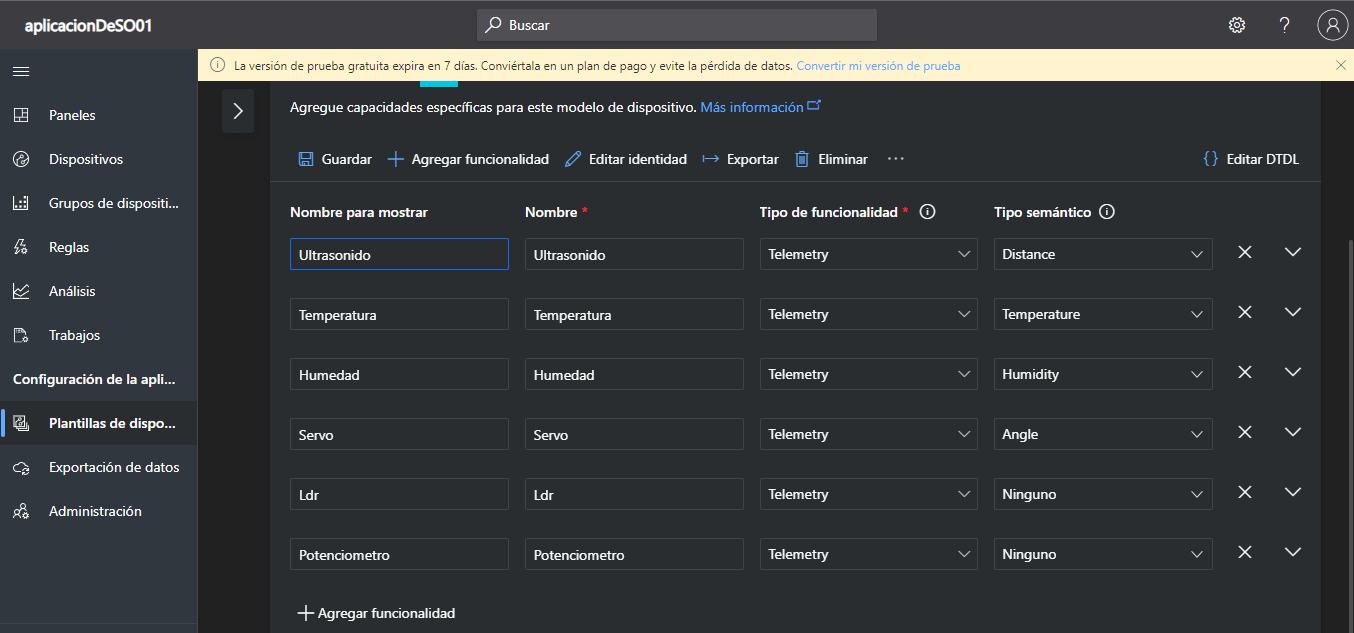 aplicacionDeSO01
Buscar
La versión de prueba gratuita expira en 7 días. Conviértala en un plan de pago y evite la pérdida de datos. Convertir mi versión de prueba
Paneles
Dispositivos
Grupos de dispositi...
Reglas
Análisis
Trabajos
Configuración de la apli...
Plantillas de dispo...
Exportación de datos
Administración
Agregue capacidades específicas para este modelo de dispositivo. Más información
Guardar Agregar funcionalidad Editar identidad Exportar Eliminar ... Editar DTDL
Nombre para mostrar Nombre * Tipo de funcionalidad * Tipo semántico
Ultrasonido Ultrasonido Telemetry Distance
Temperatura Temperatura Telemetry Temperature
Humedad Humedad Telemetry Humidity
Servo Servo Telemetry Angle
Ldr Ldr Telemetry Ninguno
Potenciometro Potenciometro Telemetry Ninguno
Agregar funcionalidad